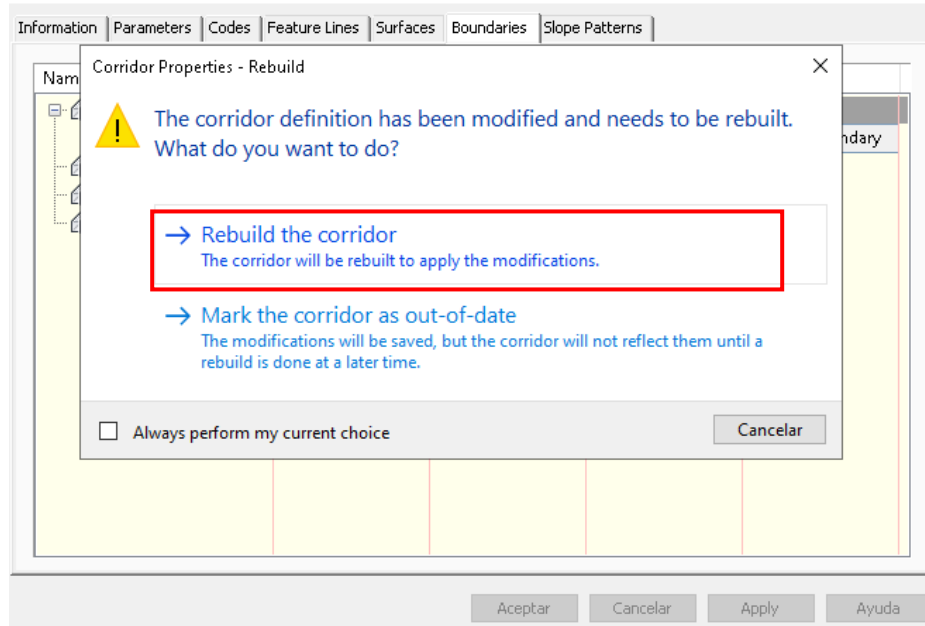 Information Parameters Codes Feature Lines Surfaces Boundaries Slope Patterns
Corridor Properties - Rebuild
The corridor definition has been modified and needs to be rebuilt.
What do you want to do?
Rebuild the corridor
The corridor will be rebuilt to apply the modifications.
Mark the corridor as out-of-date
The modifications will be saved, but the corridor will not reflect them until a
rebuild is done at a later time.
Always perform my current choice
Cancelar
Aceptar Cancelar Apply Ayuda